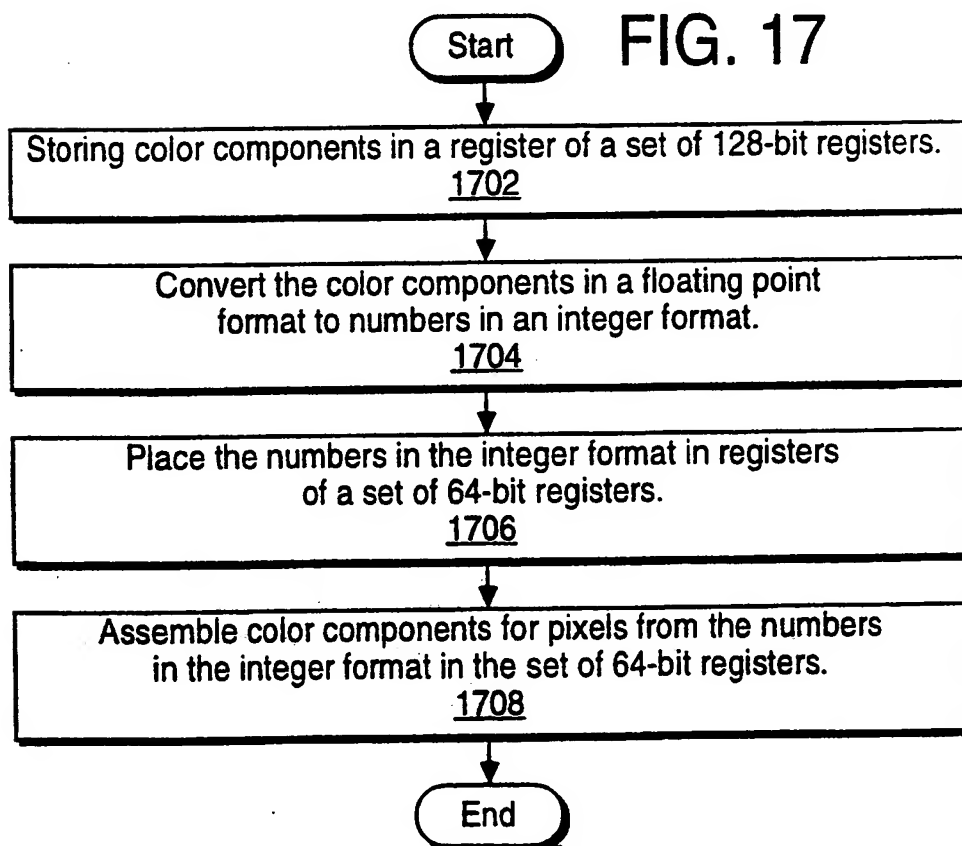 Start
FIG. 17
Storing color components in a register of a set of 128-bit registers.
1702
Convert the color components in a floating point
format to numbers in an integer format.
1704
Place the numbers in the integer format in registers
of a set of 64-bit registers.
1706
Assemble color components for pixels from the numbers
in the integer format in the set of 64-bit registers.
1708
End